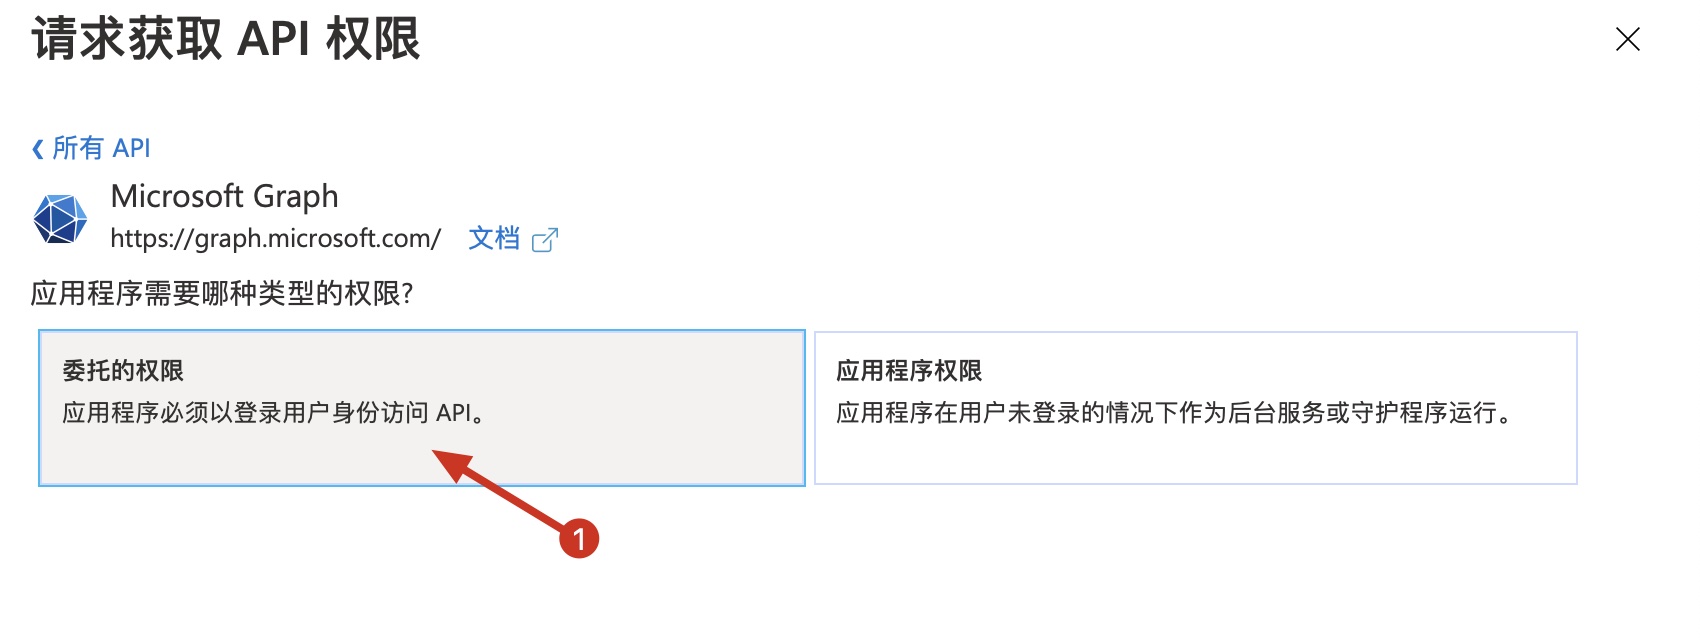 请求获取 API 权限
所有 API
Microsoft Graph
https://graph.microsoft.com/ 文档
应用程序需要哪种类型的权限?
委托的权限
应用程序必须以登录用户身份访问 API。
应用程序权限
应用程序在用户未登录的情况下作为后台服务或守护程序运行。
1